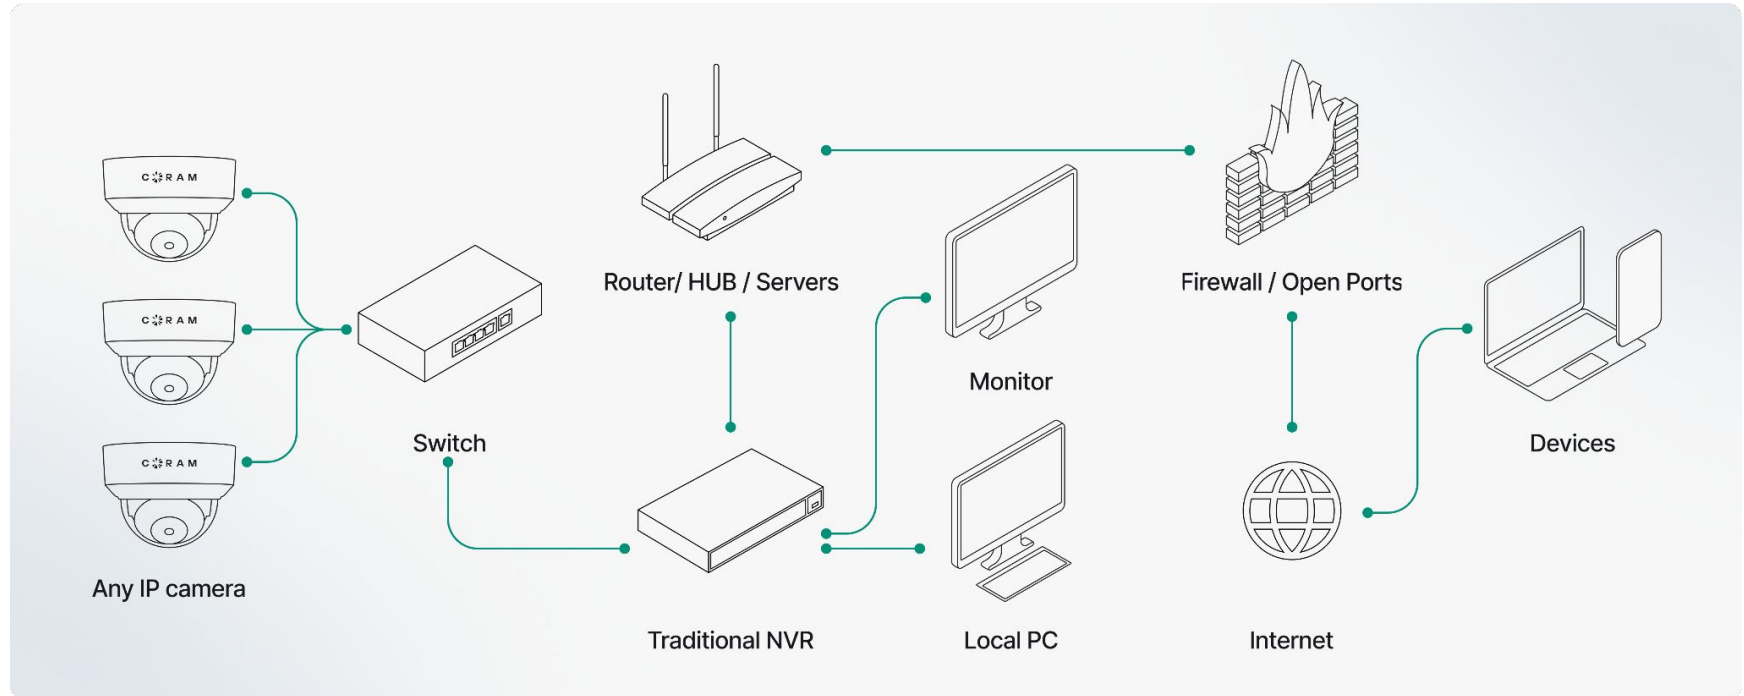 CORAM
CORAM
CORAM
Any IP camera
Switch
Router/ HUB / Servers
Traditional NVR
Monitor
Local PC
Firewall / Open Ports
Internet
Devices